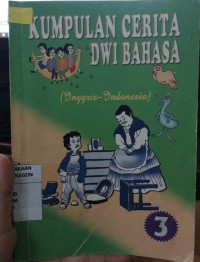 KUMPULAN CERITA
DWI BAHASA
(Inggris-Indonesia)
3